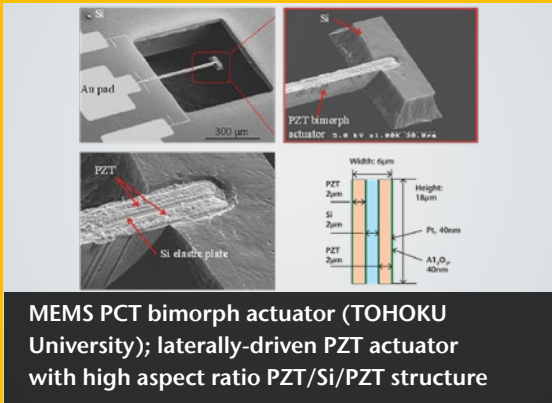 Si
Au pad
300 μm
Si
PZT bimorph
actuator
PZT
Si elastic plate
Width: 6μm
PZT
2μm
Si
2μm
PZT
2μm
Height:
18μm
Pt, 40nm
A1₂O₃,
40nm
MEMS PCT bimorph actuator (TOHOKU
University); laterally-driven PZT actuator
with high aspect ratio PZT/Si/PZT structure